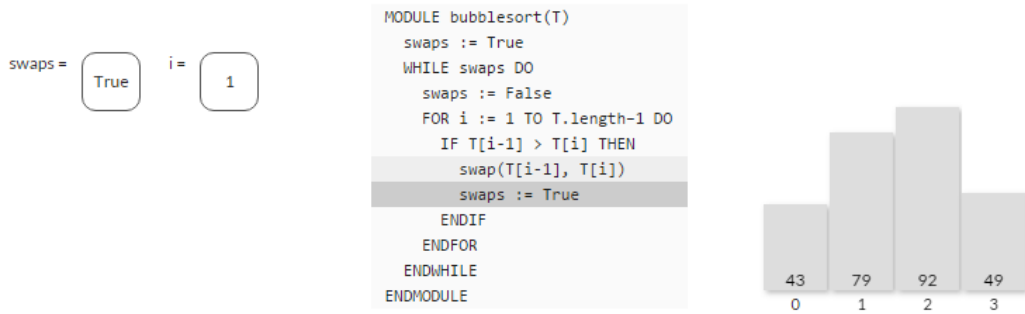 swaps = True i = 1
MODULE bubblesort(T)
swaps := True
WHILE swaps DO
swaps := False
FOR i := 1 TO T.length–1 DO
IF T[i-1] > T[i] THEN
swap(T[i-1], T[i])
swaps := True
ENDIF
ENDFOR
ENDWHILE
ENDMODULE
43 79 92 49
0 1 2 3